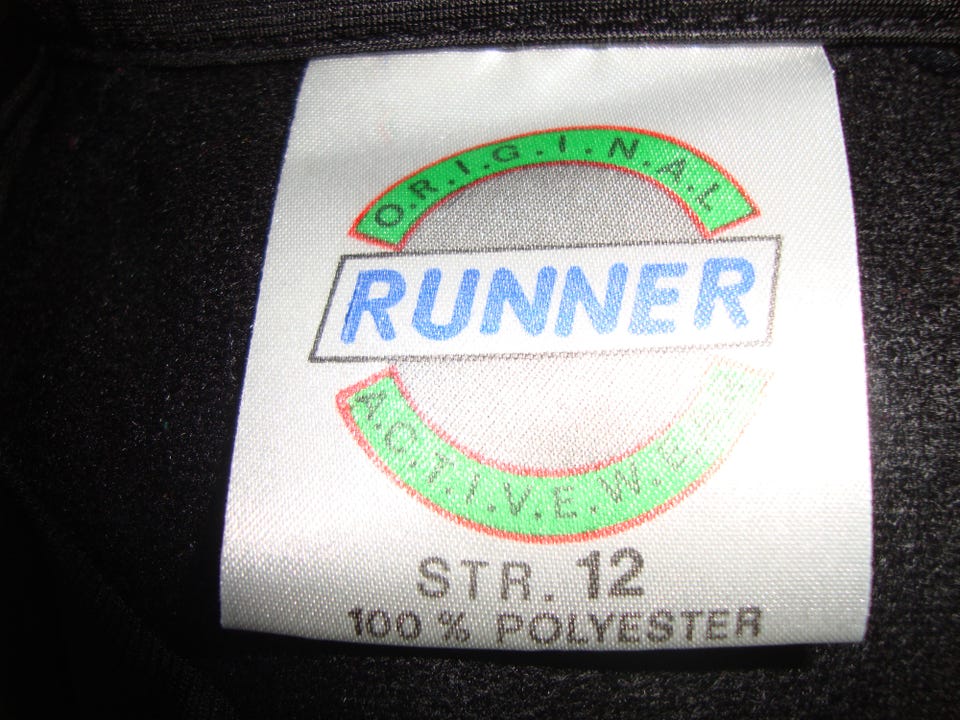 O.R.I.G.I.N.A.L
RUNNER
A.C.T.I.V.E.W.E.A.R
STR. 12
100 % POLYESTER